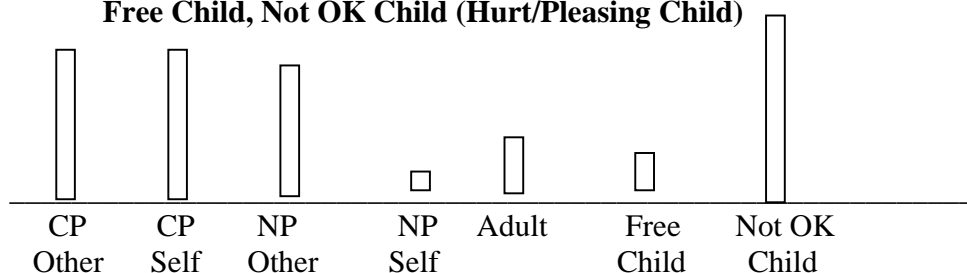 Free Child, Not OK Child (Hurt/Pleasing Child)
CP CP NP NP Adult Free Not OK
Other Self Other Self Child Child